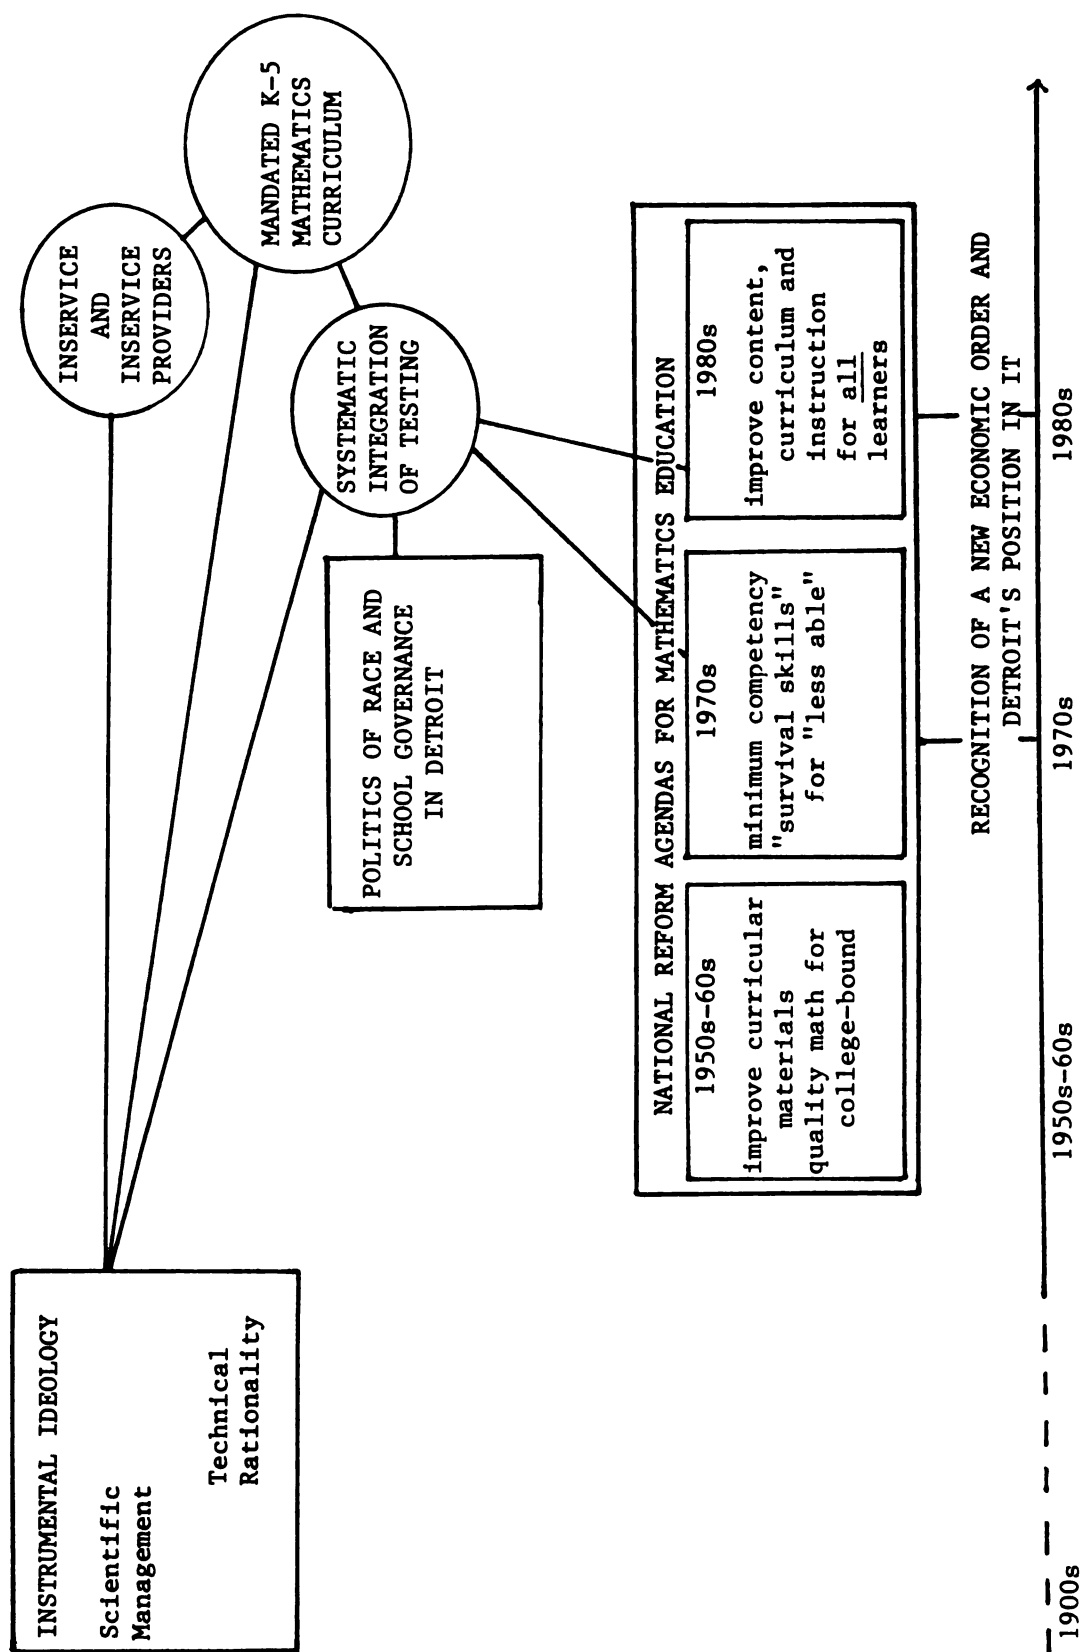 INSTRUMENTAL IDEOLOGY
Scientific
Management
Technical
Rationality
INSERVICE
AND
INSERVICE
PROVIDERS
MANDATED K-5
MATHEMATICS
CURRICULUM
SYSTEMATIC
INTEGRATION
OF TESTING
POLITICS OF RACE AND
SCHOOL GOVERNANCE
IN DETROIT
NATIONAL REFORM AGENDAS FOR MATHEMATICS EDUCATION
1950s-60s
improve curricular
materials
quality math for
college-bound
1970s
minimum competency
"survival skills"
for "less able"
1980s
improve content,
curriculum and
instruction
for all
learners
RECOGNITION OF A NEW ECONOMIC ORDER AND
DETROIT'S POSITION IN IT
1900s
1950s-60s
1970s
1980s